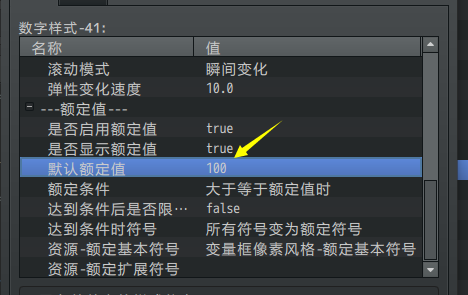 数字样式-41:
名称 值
滚动模式 瞬间变化
弹性变化速度 10.0
---额定值---
是否启用额定值 true
是否显示额定值 true
默认额定值 100
额定条件 大于等于额定值时
达到条件后是否限… false
达到条件时符号 所有符号变为额定符号
资源-额定基本符号 变量框像素风格-额定基本符号
资源-额定扩展符号